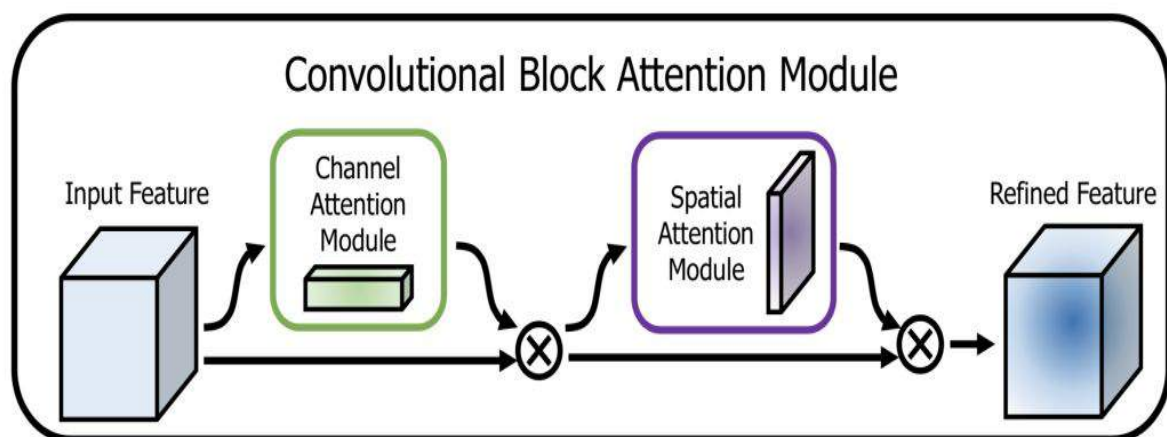 Convolutional Block Attention Module
Input Feature
Channel
Attention
Module
Spatial
Attention
Module
Refined Feature